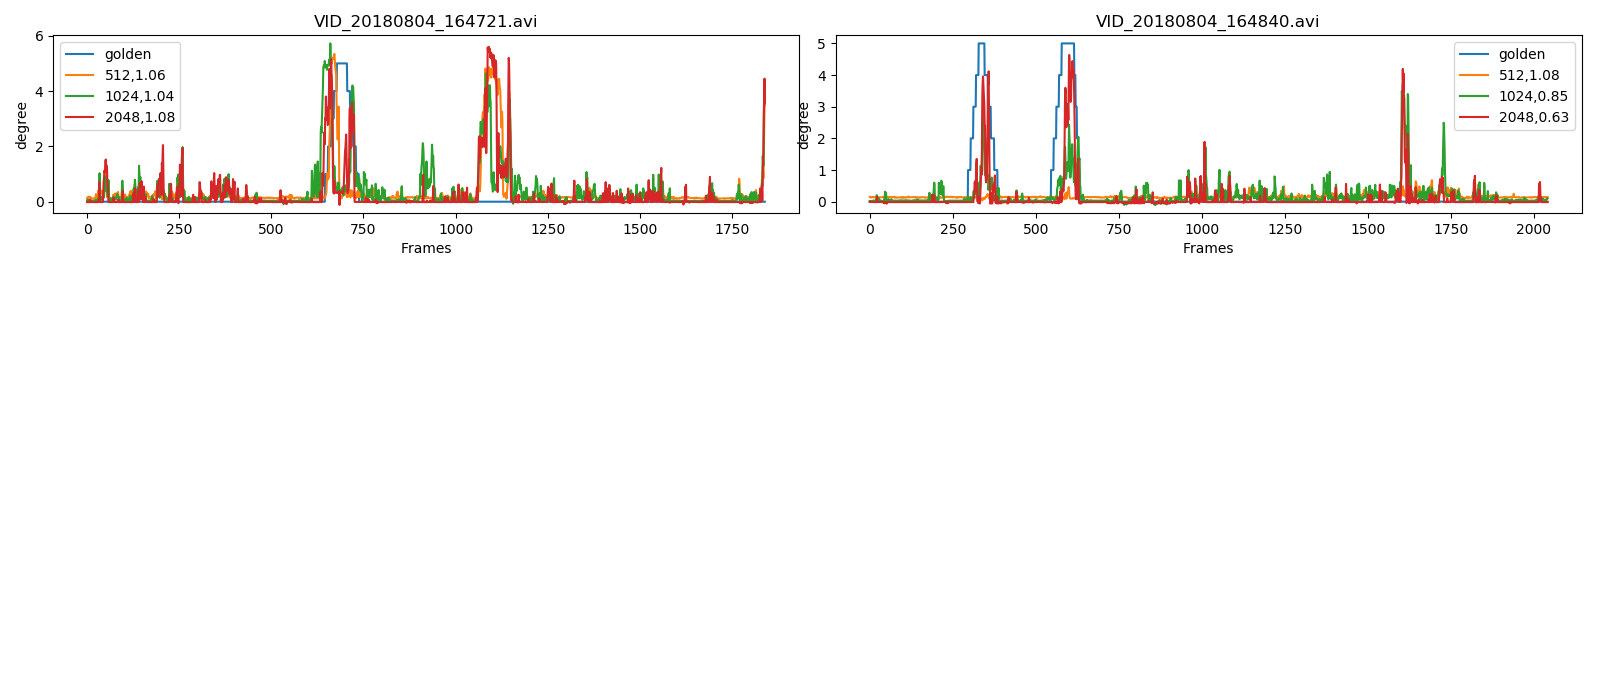 VID_20180804_164721.avi
degree
6
4
2
0
golden
512,1.06
1024,1.04
2048,1.08
0 250 500 750 1000 1250 1500 1750
Frames
VID_20180804_164840.avi
degree
5
4
3
2
1
0
golden
512,1.08
1024,0.85
2048,0.63
0 250 500 750 1000 1250 1500 1750 2000
Frames